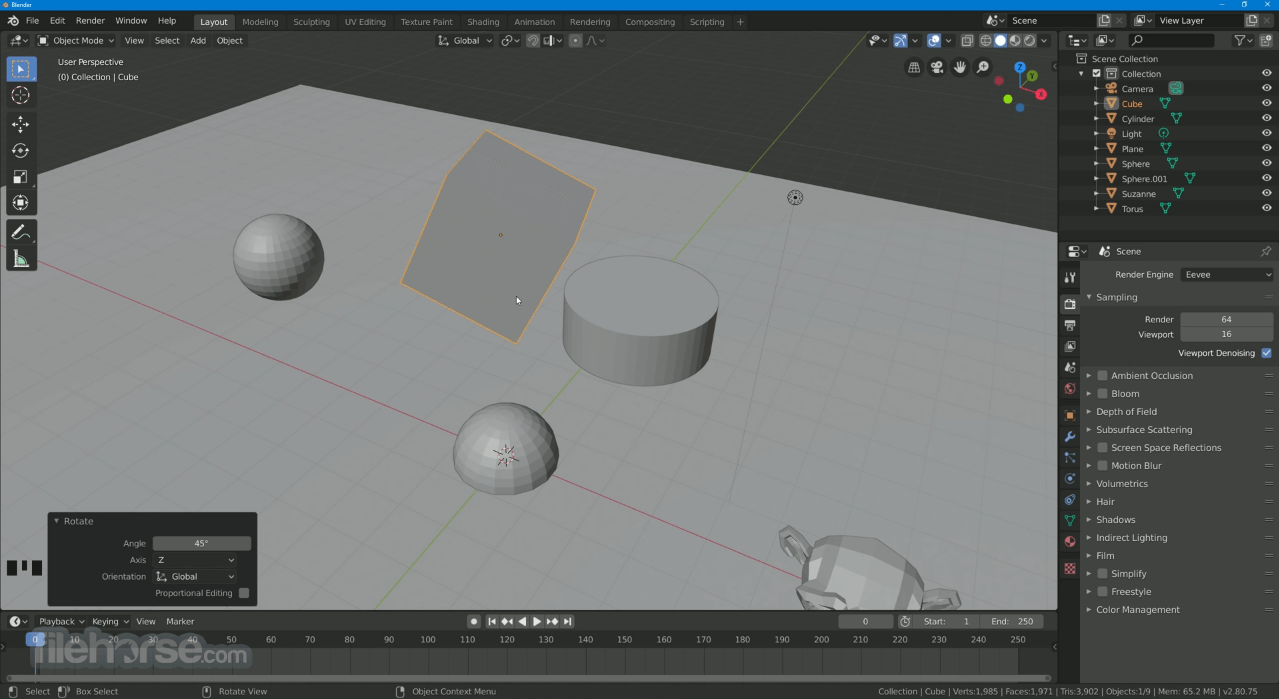 Blender
File Edit Render Window Help Layout Modeling Sculpting UV Editing Texture Paint Shading Animation Rendering Compositing Scripting + Scene View Layer
Object Mode View Select Add Object Global
User Perspective
(0) Collection | Cube
Z
Y
X
Scene Collection
Collection
Camera
Cube
Cylinder
Light
Plane
Sphere
Sphere.001
Suzanne
Torus
Scene
Render Engine Eevee
Sampling
Render 64
Viewport 16
Viewport Denoising
Ambient Occlusion
Bloom
Depth of Field
Subsurface Scattering
Screen Space Reflections
Motion Blur
Volumetrics
Hair
Shadows
Indirect Lighting
Film
Simplify
Freestyle
Color Management
Rotate
Angle 45°
Axis Z
Orientation Global
Proportional Editing
Playback Keying View Marker 0 Start: 1 End: 250
0 10 20 30 40 50 60 70 80 90 100 110 120 130 140 150 160 170 180 190 200 210 220 230 240 250
filehorse.com
Select Box Select Rotate View Object Context Menu Collection | Cube | Verts:1,985 | Faces:1,971 | Tris:3,902 | Objects:1/9 | Mem: 65.2 MB | v2.80.75